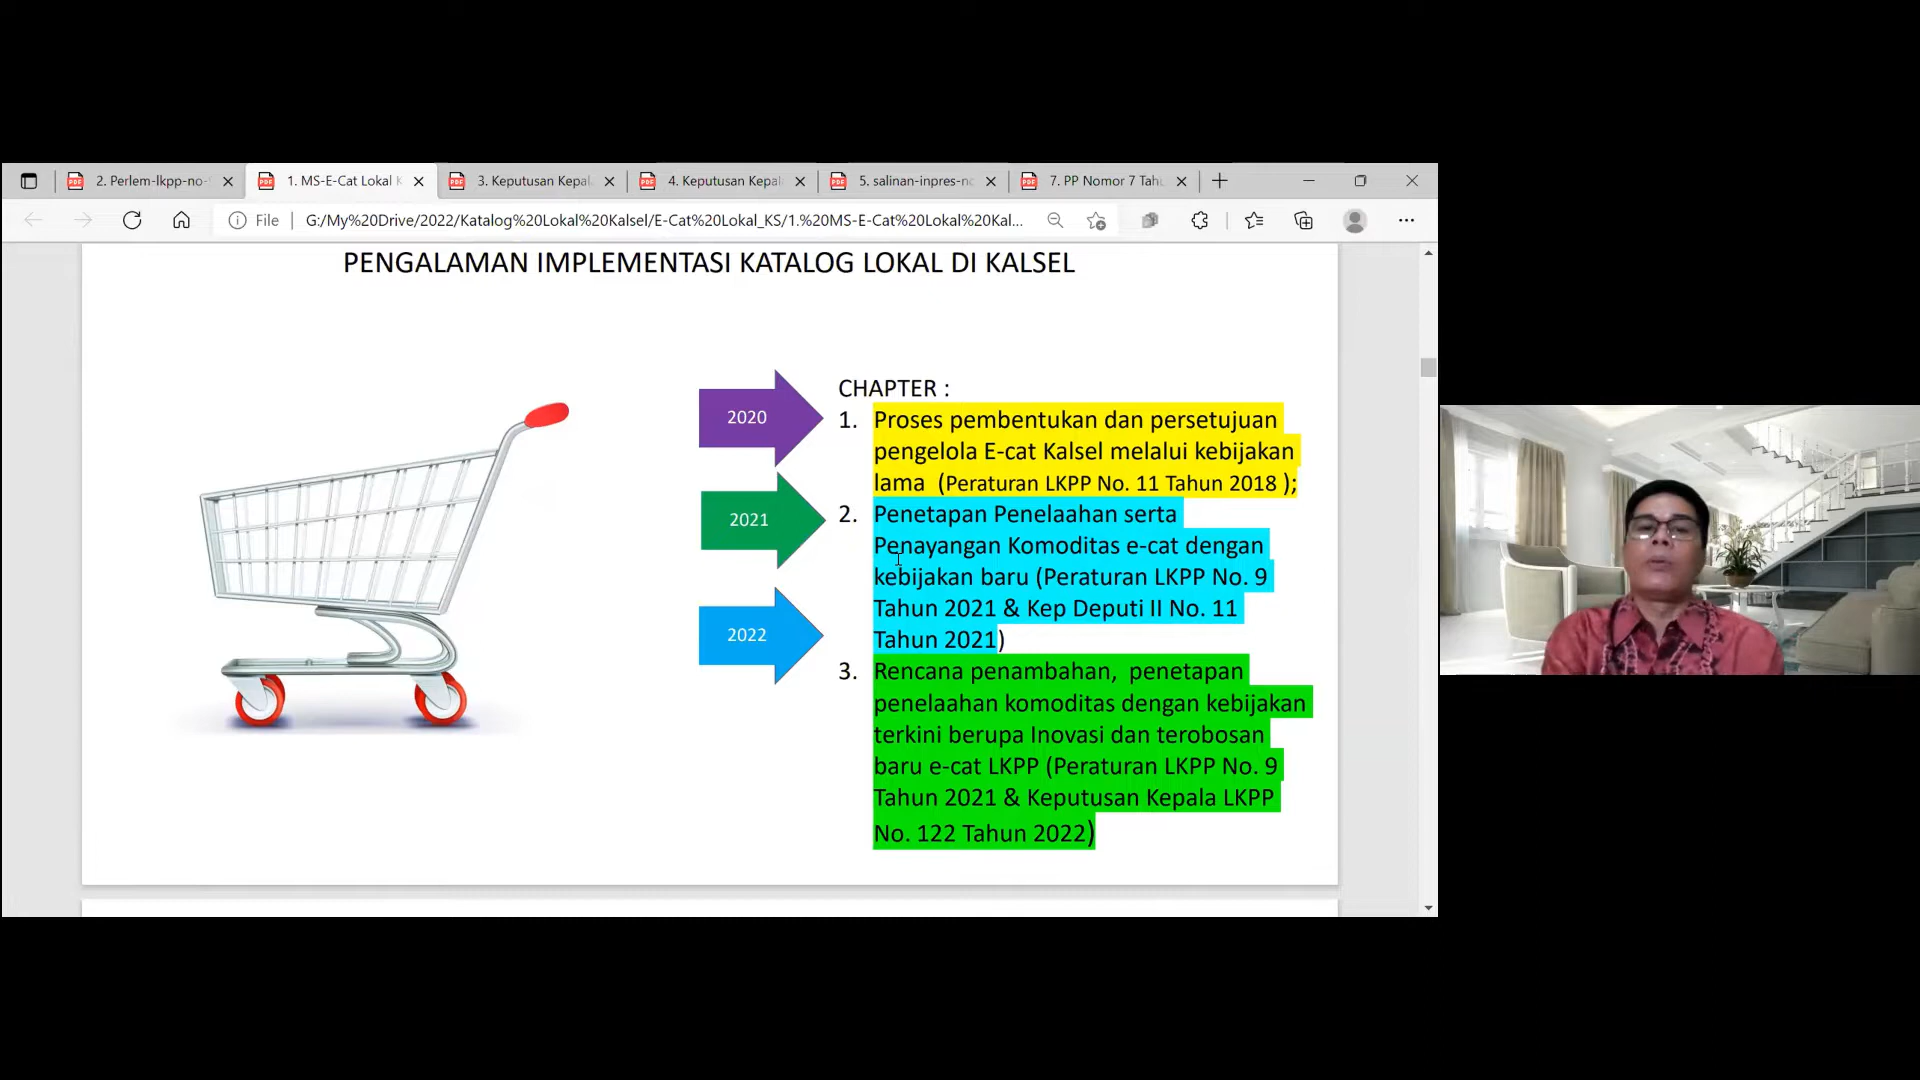 2. Perlem-lkpp-no-
1. MS-E-Cat Lokal K
3. Keputusan Kepal
4. Keputusan Kepal
5. salinan-inpres-no
7. PP Nomor 7 Tah
File
G:/My%20Drive/2022/Katalog%20Lokal%20Kalsel/E-Cat%20Lokal_KS/1.%20MS-E-Cat%20Lokal%20Kal...
PENGALAMAN IMPLEMENTASI KATALOG LOKAL DI KALSEL
2020
2021
2022
CHAPTER :
1. Proses pembentukan dan persetujuan
pengelola E-cat Kalsel melalui kebijakan
lama (Peraturan LKPP No. 11 Tahun 2018 );
2. Penetapan Penelaahan serta
Penayangan Komoditas e-cat dengan
kebijakan baru (Peraturan LKPP No. 9
Tahun 2021 & Kep Deputi II No. 11
Tahun 2021)
3. Rencana penambahan, penetapan
penelaahan komoditas dengan kebijakan
terkini berupa Inovasi dan terobosan
baru e-cat LKPP (Peraturan LKPP No. 9
Tahun 2021 & Keputusan Kepala LKPP
No. 122 Tahun 2022)